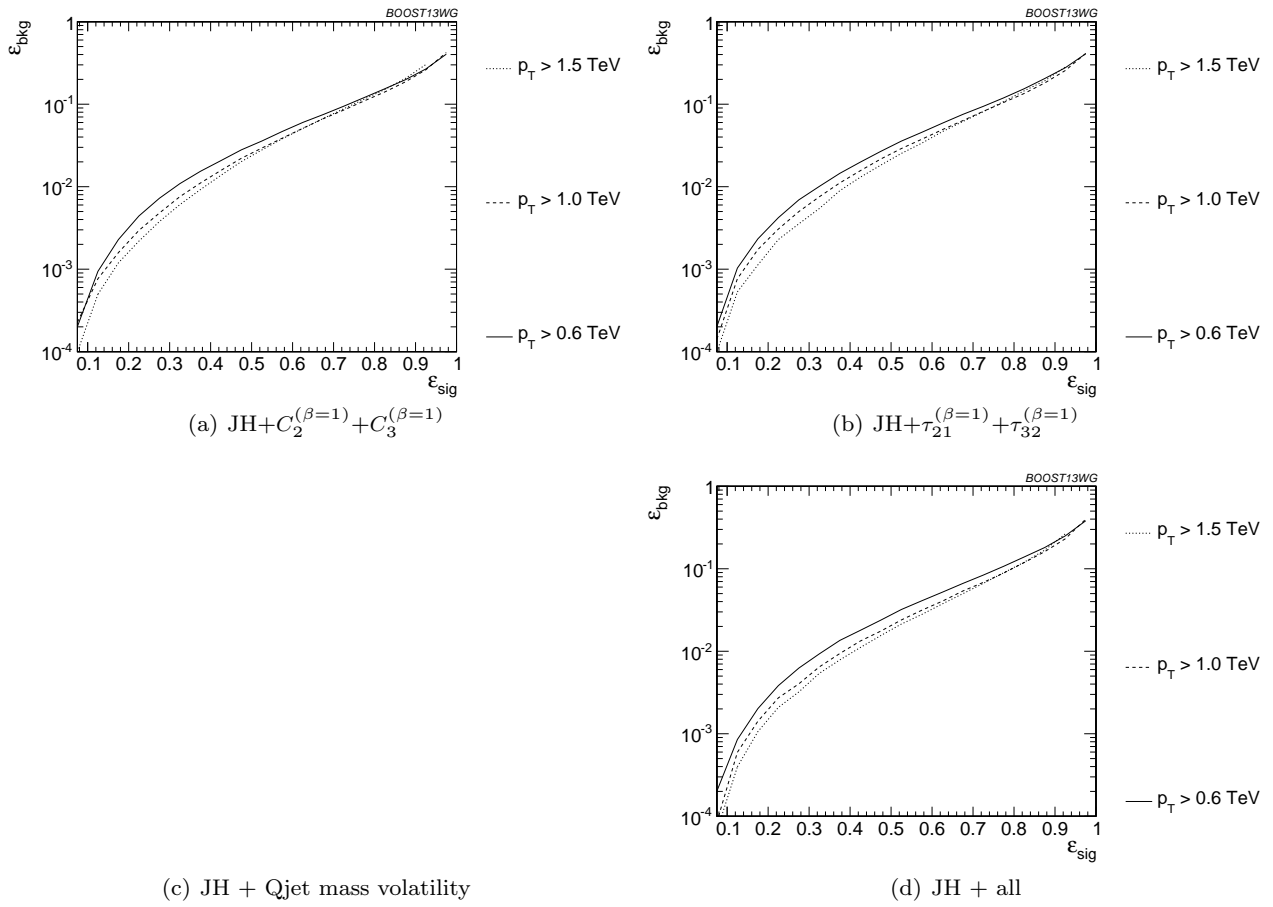 BOOST13WG
ε_bkg
1
10^-1
10^-2
10^-3
10^-4
0.1 0.2 0.3 0.4 0.5 0.6 0.7 0.8 0.9 1
ε_sig
p_T > 1.5 TeV
p_T > 1.0 TeV
p_T > 0.6 TeV
(a) JH+C_2^(β=1)+C_3^(β=1)
BOOST13WG
ε_bkg
1
10^-1
10^-2
10^-3
10^-4
0.1 0.2 0.3 0.4 0.5 0.6 0.7 0.8 0.9 1
ε_sig
p_T > 1.5 TeV
p_T > 1.0 TeV
p_T > 0.6 TeV
(b) JH+τ_21^(β=1)+τ_32^(β=1)
(c) JH + Qjet mass volatility
BOOST13WG
ε_bkg
1
10^-1
10^-2
10^-3
10^-4
0.1 0.2 0.3 0.4 0.5 0.6 0.7 0.8 0.9 1
ε_sig
p_T > 1.5 TeV
p_T > 1.0 TeV
p_T > 0.6 TeV
(d) JH + all